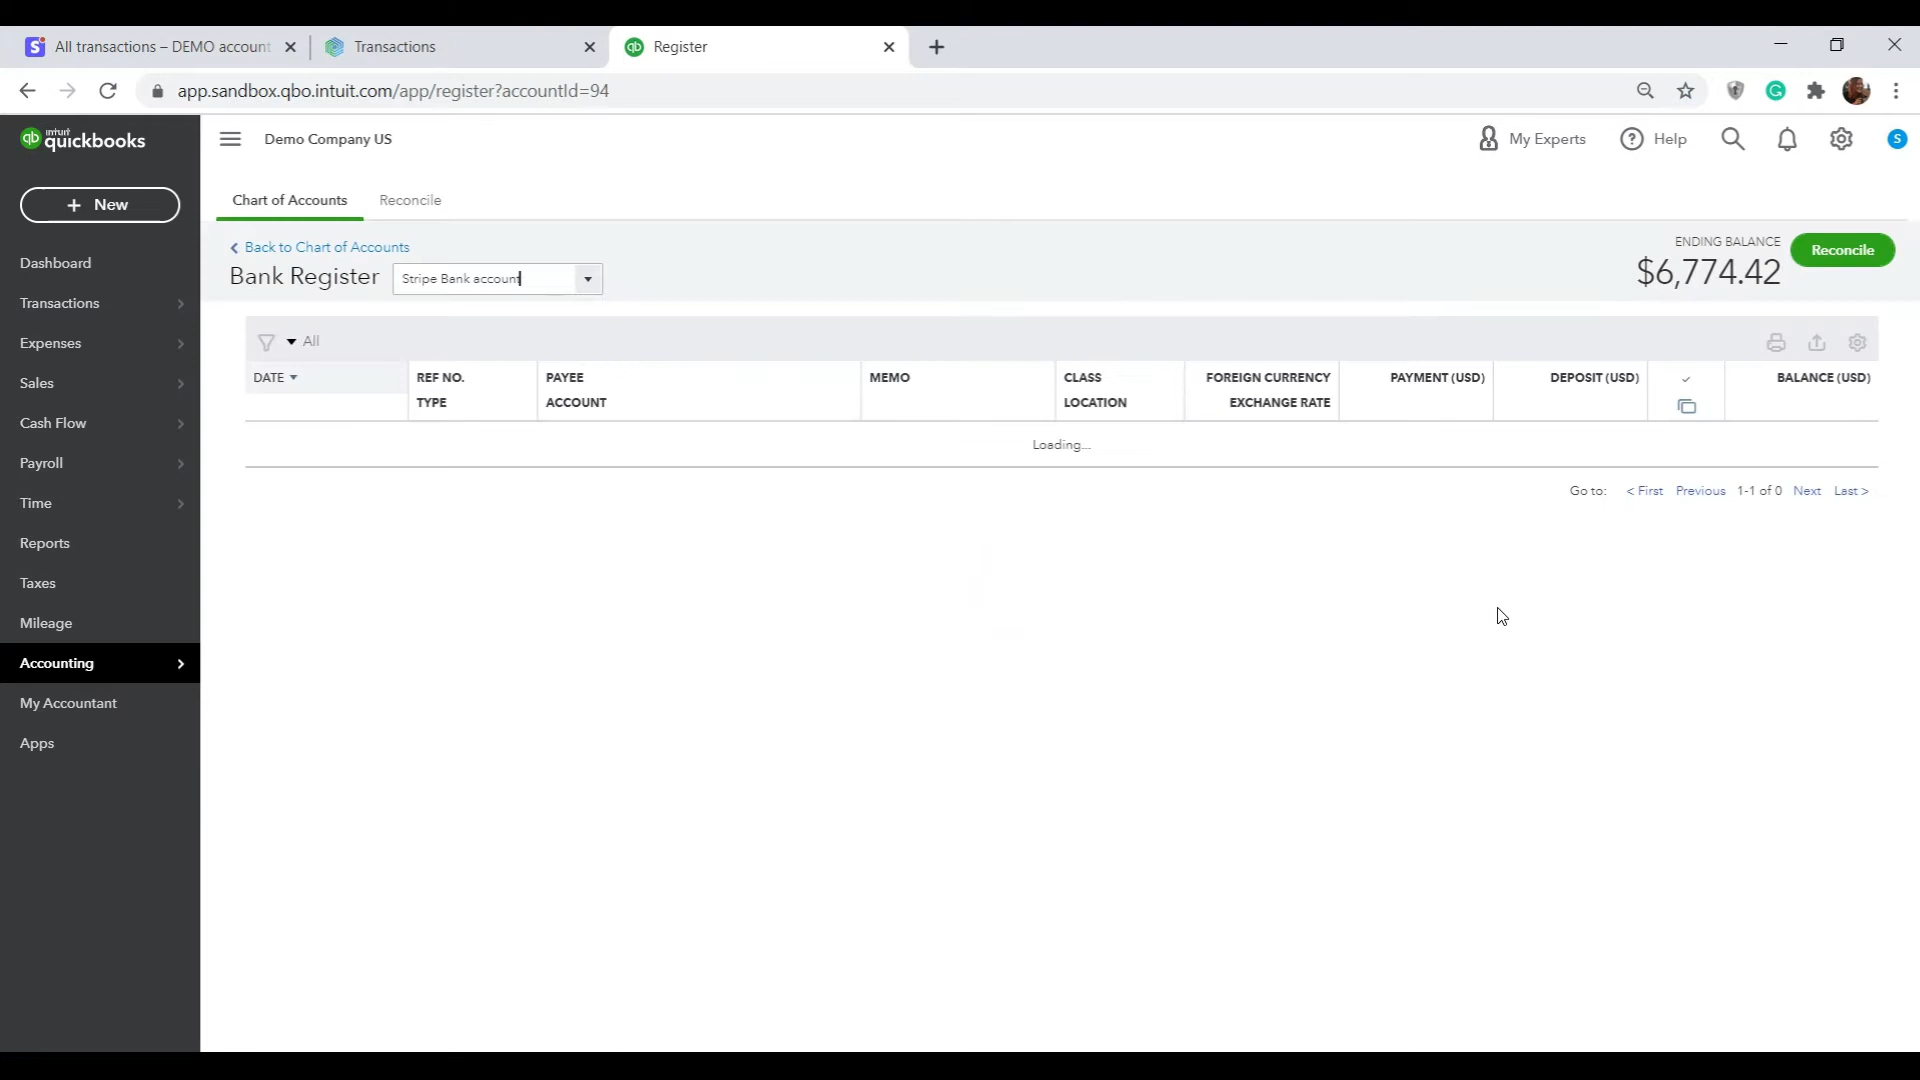 All transactions – DEMO account
Transactions
Register
app.sandbox.qbo.intuit.com/app/register?accountId=94
intuit
quickbooks
Demo Company US
My Experts
Help
S
+ New
Chart of Accounts
Reconcile
Dashboard
Transactions
Expenses
Sales
Cash Flow
Payroll
Time
Reports
Taxes
Mileage
Accounting
My Accountant
Apps
< Back to Chart of Accounts
Bank Register
Stripe Bank account
ENDING BALANCE
$6,774.42
Reconcile
All
DATE
REF NO.
TYPE
PAYEE
ACCOUNT
MEMO
CLASS
LOCATION
FOREIGN CURRENCY
EXCHANGE RATE
PAYMENT (USD)
DEPOSIT (USD)
✓
BALANCE (USD)
Loading...
Go to: < First Previous 1-1 of 0 Next Last >